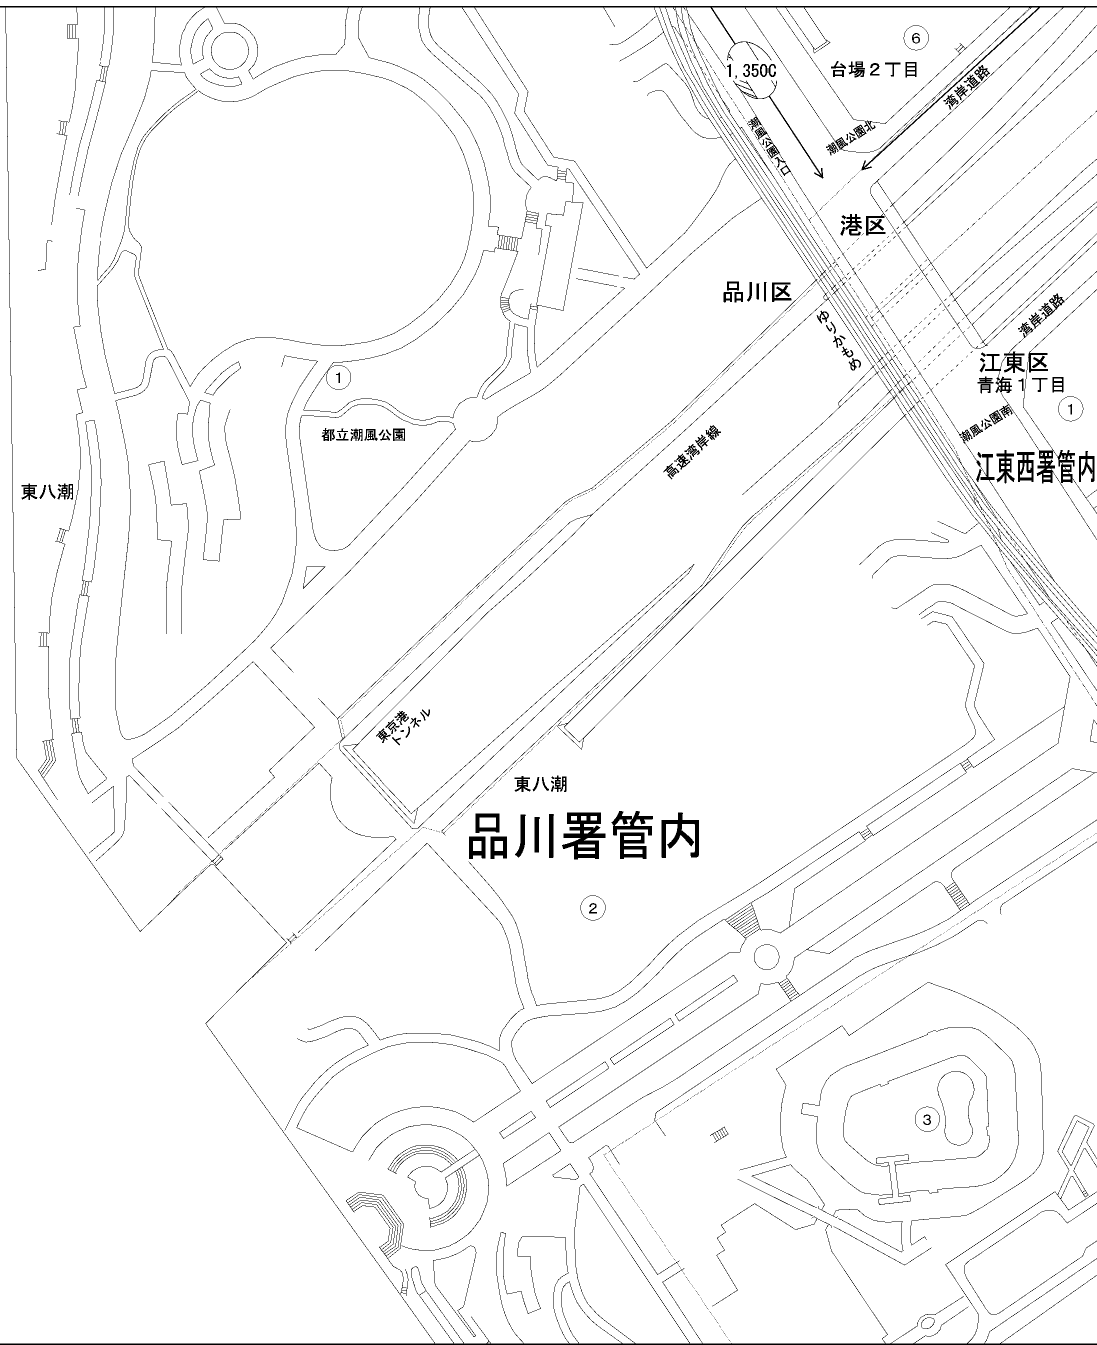 6
台場2丁目
1,350C
湾岸道路
潮風公園北
潮風公園入口
港区
品川区
湾岸道路
ゆりかもめ
江東区
青海1丁目
1
1
潮風公園南
都立潮風公園
高速湾岸線
江東西署管内
東八潮
東京港
トンネル
東八潮
品川署管内
2
3